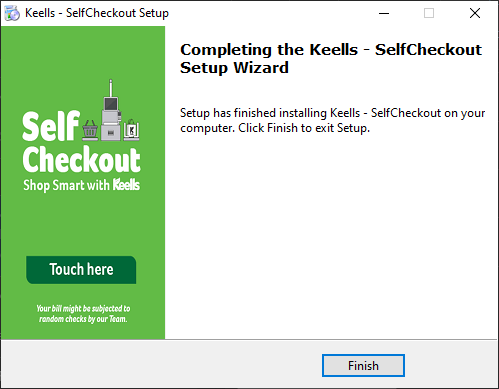 Keells - SelfCheckout Setup
Completing the Keells - SelfCheckout
Setup Wizard
Setup has finished installing Keells - SelfCheckout on your
computer. Click Finish to exit Setup.
Self
K
Checkout
Shop Smart with Keells
Touch here
Your bill might be subjected to
random checks by our Team.
Finish